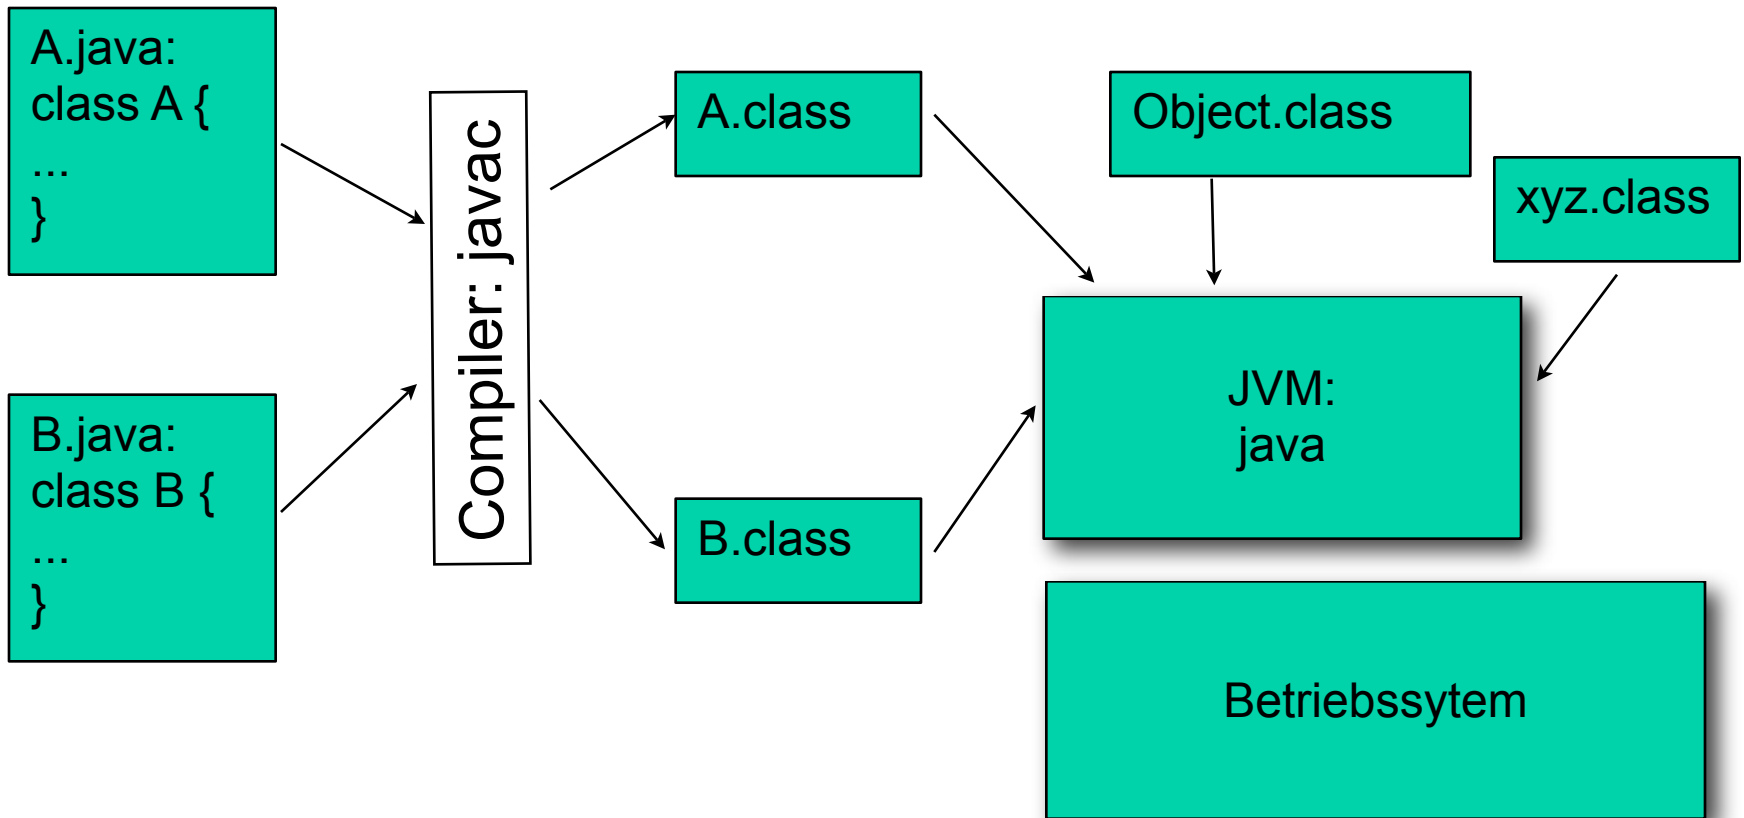 A.java:
class A {
...
}
Compiler: javac
A.class
Object.class
xyz.class
B.java:
class B {
...
}
B.class
JVM:
java
Betriebssytem